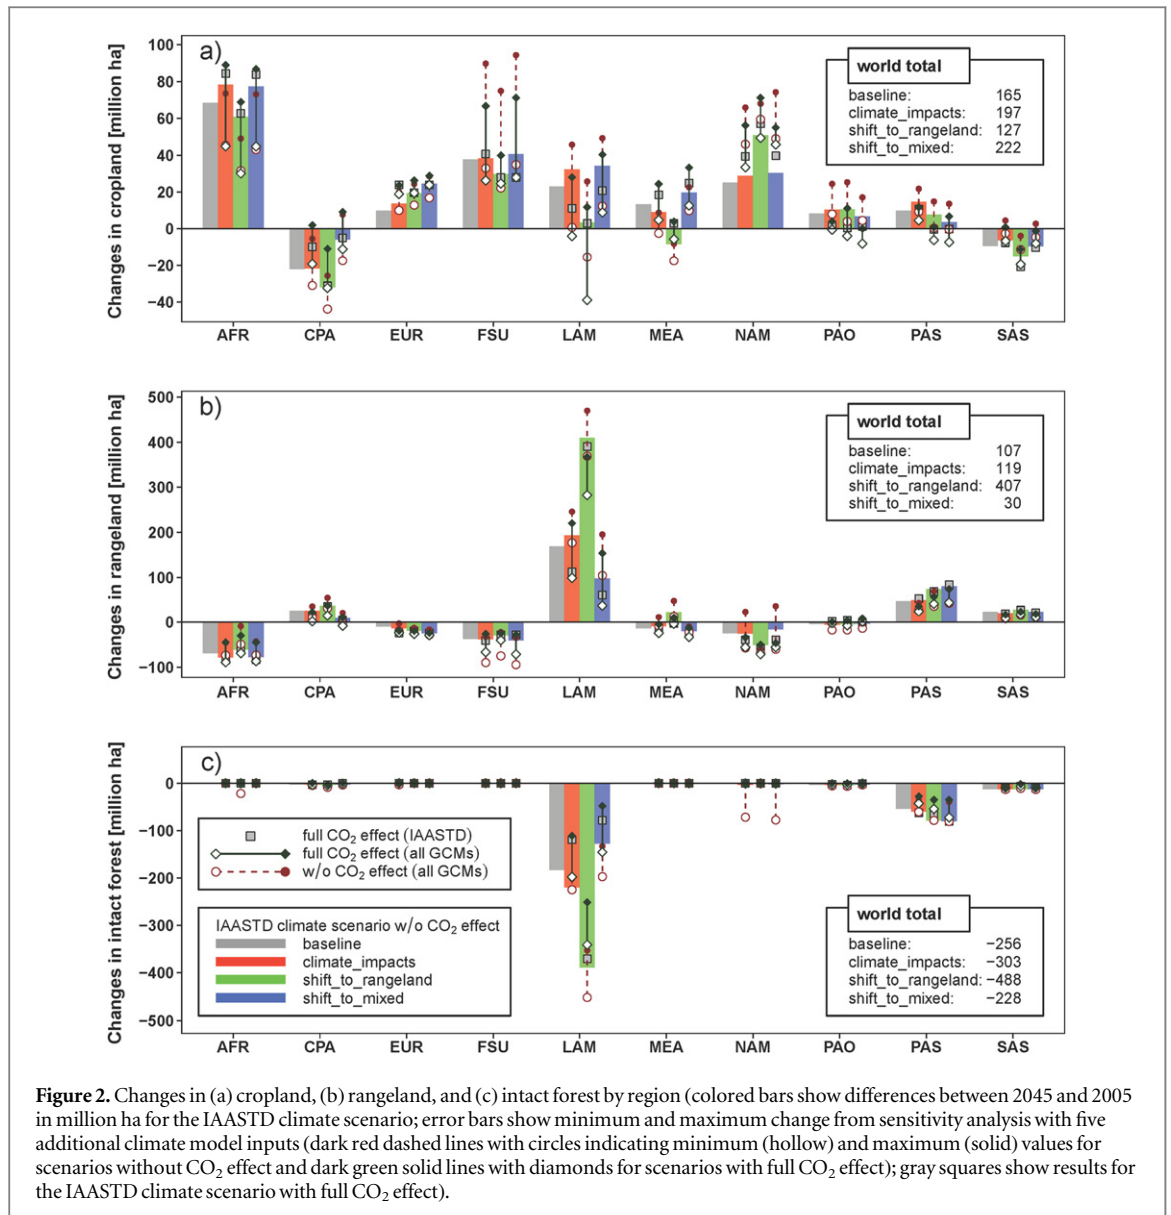 a)
Changes in cropland [million ha]
100
80
60
40
20
0
−20
−40
world total
baseline: 165
climate_impacts: 197
shift_to_rangeland: 127
shift_to_mixed: 222
AFR CPA EUR FSU LAM MEA NAM PAO PAS SAS
b)
Changes in rangeland [million ha]
500
400
300
200
100
0
−100
world total
baseline: 107
climate_impacts: 119
shift_to_rangeland: 407
shift_to_mixed: 30
AFR CPA EUR FSU LAM MEA NAM PAO PAS SAS
c)
Changes in intact forest [million ha]
0
−100
−200
−300
−400
−500
full CO2 effect (IAASTD)
full CO2 effect (all GCMs)
w/o CO2 effect (all GCMs)
IAASTD climate scenario w/o CO2 effect
baseline
climate_impacts
shift_to_rangeland
shift_to_mixed
world total
baseline: −256
climate_impacts: −303
shift_to_rangeland: −488
shift_to_mixed: −228
AFR CPA EUR FSU LAM MEA NAM PAO PAS SAS
Figure 2. Changes in (a) cropland, (b) rangeland, and (c) intact forest by region (colored bars show differences between 2045 and 2005
in million ha for the IAASTD climate scenario; error bars show minimum and maximum change from sensitivity analysis with five
additional climate model inputs (dark red dashed lines with circles indicating minimum (hollow) and maximum (solid) values for
scenarios without CO2 effect and dark green solid lines with diamonds for scenarios with full CO2 effect); gray squares show results for
the IAASTD climate scenario with full CO2 effect).